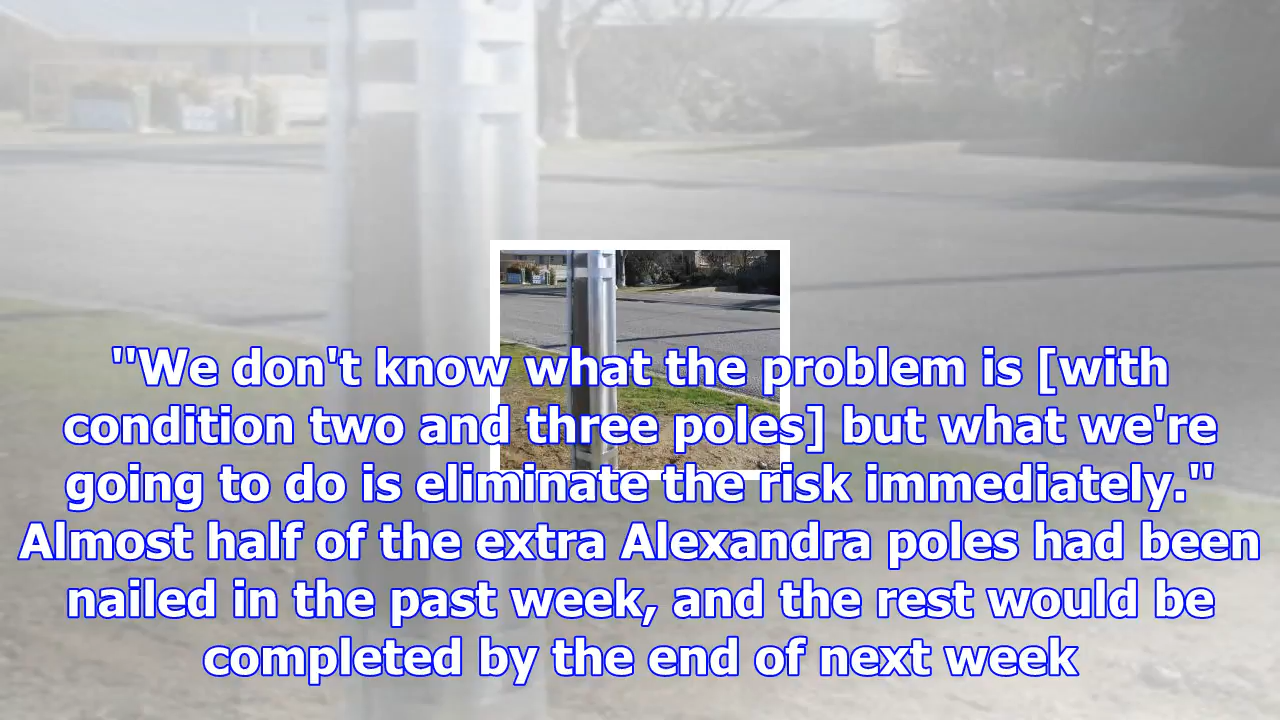 "We don't know what the problem is [with
condition two and three poles] but what we're
going to do is eliminate the risk immediately."
Almost half of the extra Alexandra poles had been
nailed in the past week, and the rest would be
completed by the end of next week